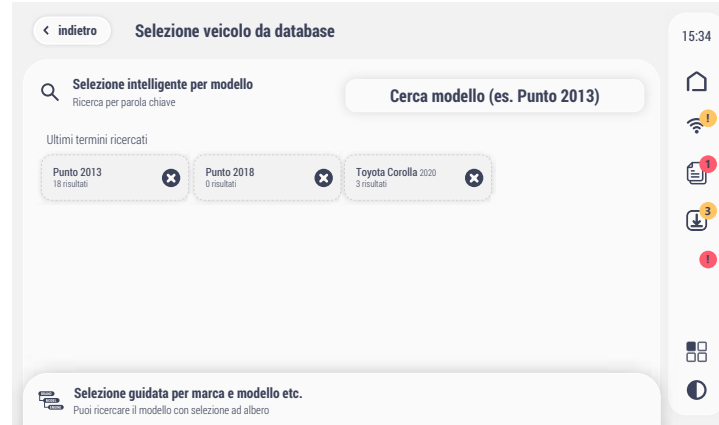 indietro
Selezione veicolo da database
15:34
Selezione intelligente per modello
Ricerca per parola chiave
Cerca modello (es. Punto 2013)
!
Ultimi termini ricercati
1
Punto 2013
18 risultati
Punto 2018
0 risultati
Toyota Corolla 2020
3 risultati
3
!
Selezione guidata per marca e modello etc.
Puoi ricercare il modello con selezione ad albero